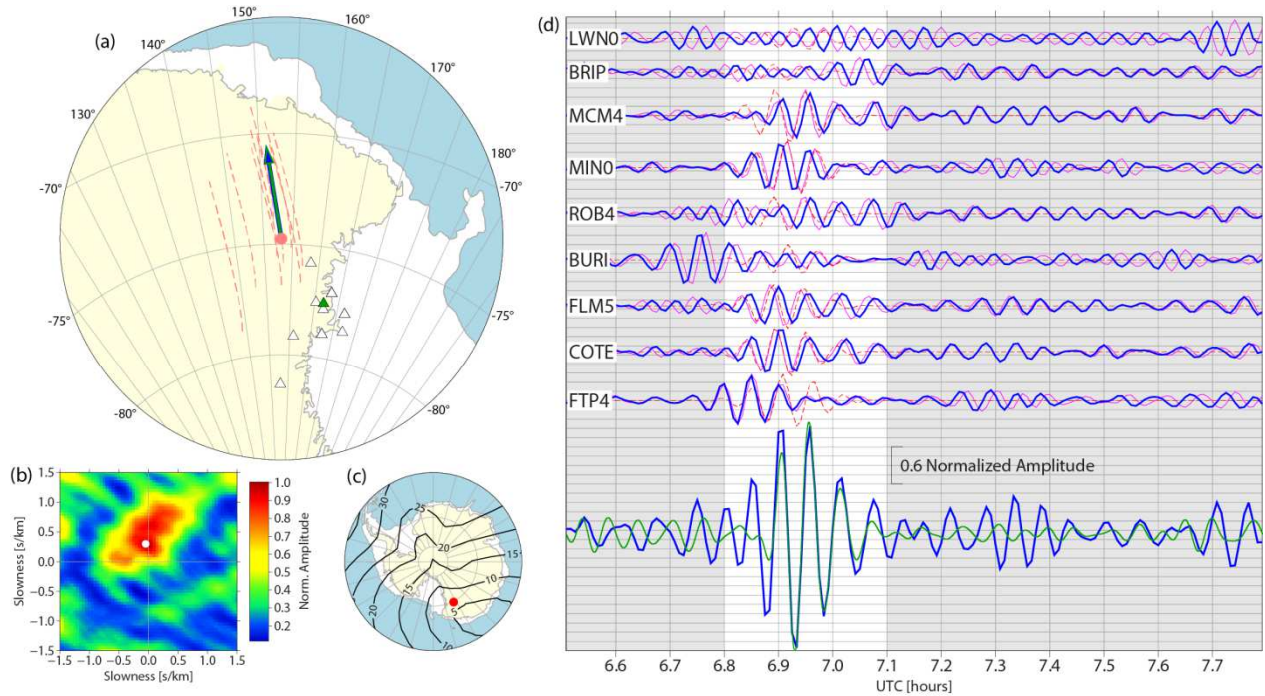 (a)
150°
160°
140°
170°
130°
180°
-70°
-70°
-75°
-75°
-80°
-80°
(b)
1.5
1.0
0.5
0.0
-0.5
-1.0
-1.5
Slowness [s/km]
-1.5 -1.0 -0.5 0.0 0.5 1.0 1.5
Slowness [s/km]
1.0
0.9
0.8
0.7
0.6
0.5
0.4
0.3
0.2
Norm. Amplitude
(c)
30
25
20
15
15
10
20
5
10
(d)
LWN0
BRIP
MCM4
MIN0
ROB4
BURI
FLM5
COTE
FTP4
0.6 Normalized Amplitude
6.6 6.7 6.8 6.9 7.0 7.1 7.2 7.3 7.4 7.5 7.6 7.7
UTC [hours]